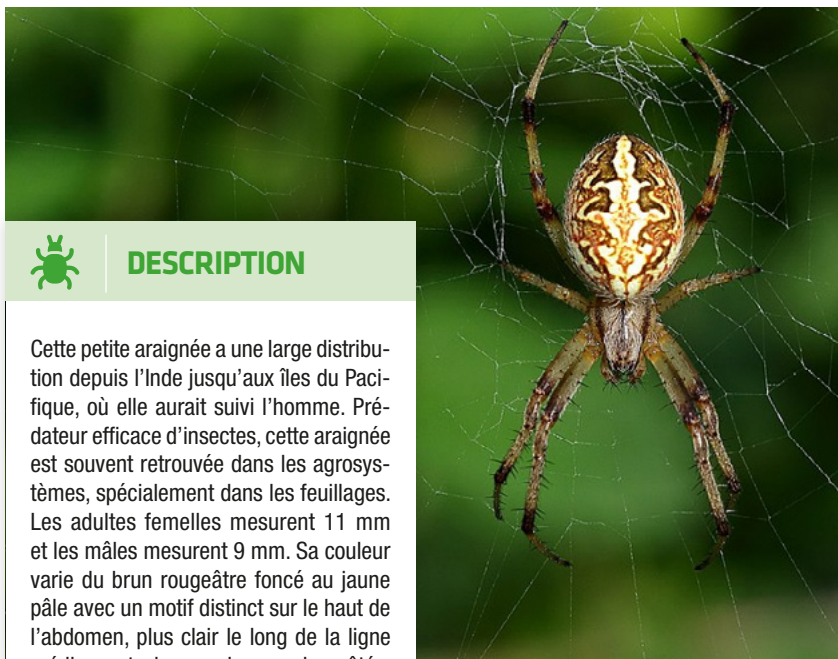 DESCRIPTION
Cette petite araignée a une large distribu-
tion depuis l’Inde jusqu’aux îles du Paci-
fique, où elle aurait suivi l’homme. Pré-
dateur efficace d’insectes, cette araignée
est souvent retrouvée dans les agrosys-
tèmes, spécialement dans les feuillages.
Les adultes femelles mesurent 11 mm
et les mâles mesurent 9 mm. Sa couleur
varie du brun rougeâtre foncé au jaune
pâle avec un motif distinct sur le haut de
l’abdomen, plus clair le long de la ligne